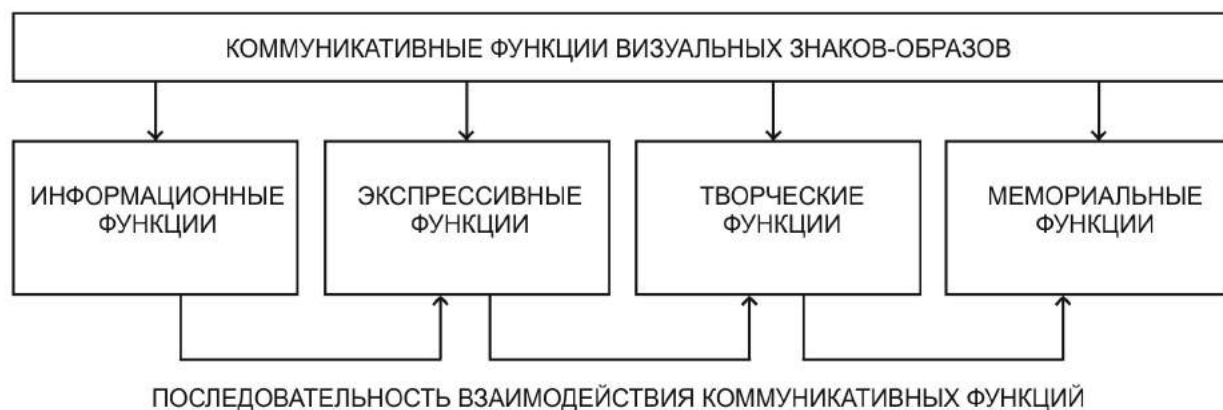 КОММУНИКАТИВНЫЕ ФУНКЦИИ ВИЗУАЛЬНЫХ ЗНАКОВ-ОБРАЗОВ
ИНФОРМАЦИОННЫЕ
ФУНКЦИИ
ЭКСПРЕССИВНЫЕ
ФУНКЦИИ
ТВОРЧЕСКИЕ
ФУНКЦИИ
МЕМОРИАЛЬНЫЕ
ФУНКЦИИ
ПОСЛЕДОВАТЕЛЬНОСТЬ ВЗАИМОДЕЙСТВИЯ КОММУНИКАТИВНЫХ ФУНКЦИЙ